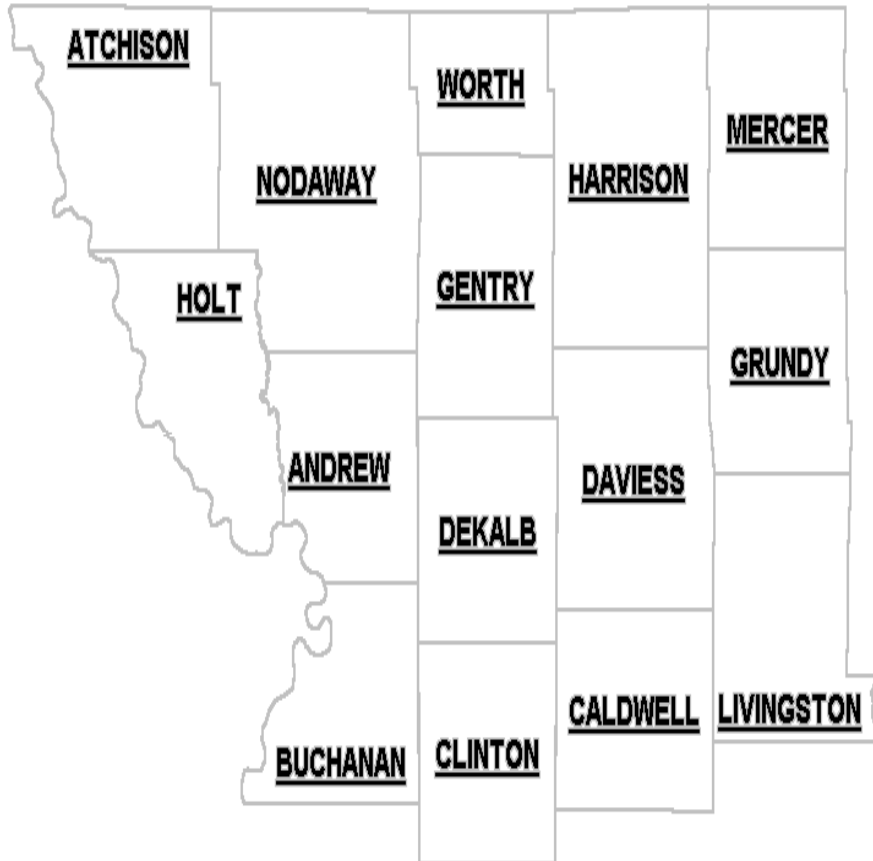 ATCHISON
WORTH
MERCER
NODAWAY
HARRISON
HOLT
GENTRY
GRUNDY
ANDREW
DAVIESS
DEKALB
CALDWELL
LIVINGSTON
BUCHANAN
CLINTON